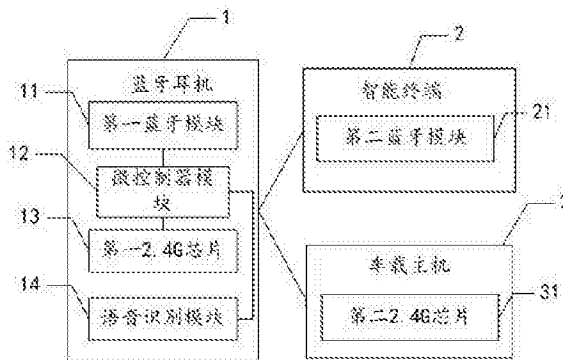 1
蓝牙耳机
11
第一蓝牙模块
12
微控制器模
块
13
第一2.4G芯片
14
语音识别模块
2
智能终端
第二蓝牙模块
21
车载主机
第二2.4G芯片
31